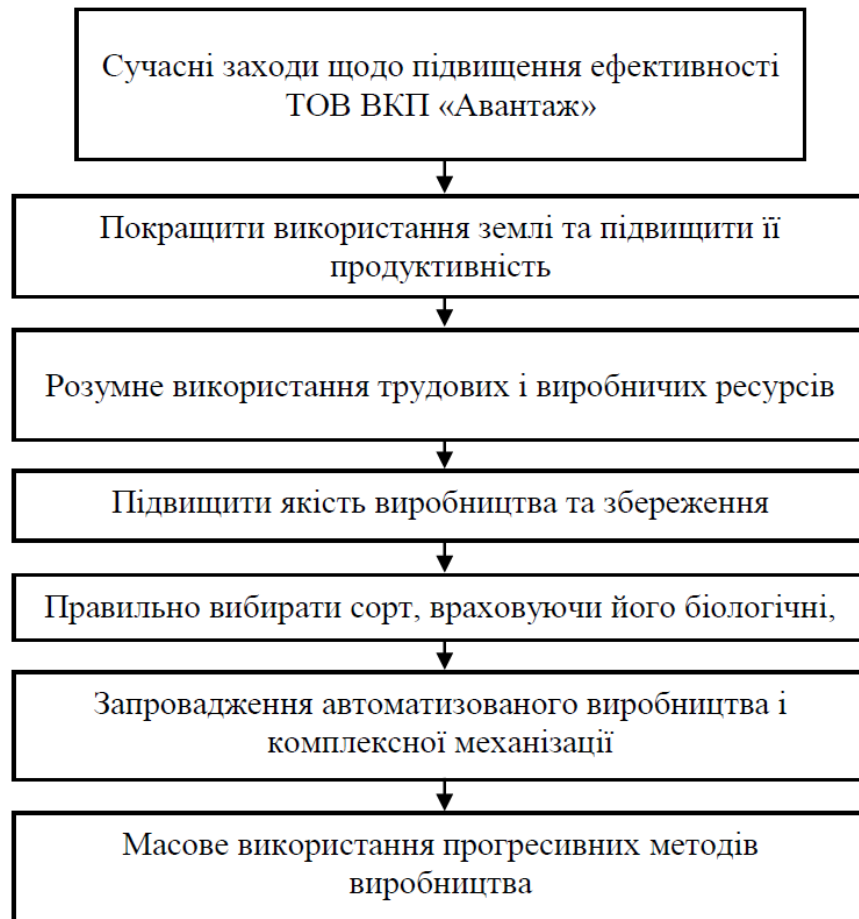 Сучасні заходи щодо підвищення ефективності
ТОВ ВКП «Авантаж»
Покращити використання землі та підвищити її
продуктивність
Розумне використання трудових і виробничих ресурсів
Підвищити якість виробництва та збереження
Правильно вибирати сорт, враховуючи його біологічні,
Запровадження автоматизованого виробництва і
комплексної механізації
Масове використання прогресивних методів
виробництва